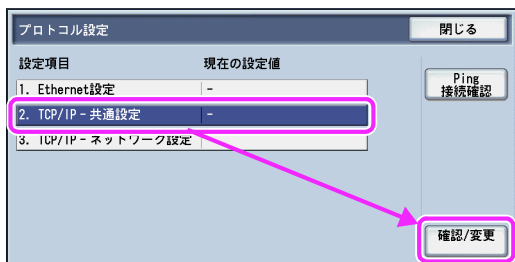 プロトコル設定
閉じる
設定項目 現在の設定値
1. Ethernet設定 -
2. TCP/IP - 共通設定 -
3. TCP/IP - ネットワーク設定
Ping
接続確認
確認/変更